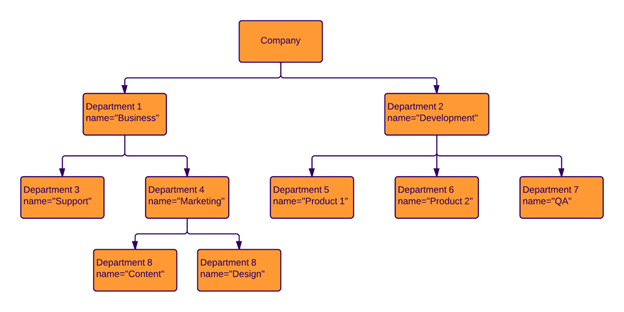 Company
Department 1
name="Business"
Department 2
name="Development"
Department 3
name="Support"
Department 4
name="Marketing"
Department 5
name="Product 1"
Department 6
name="Product 2"
Department 7
name="QA"
Department 8
name="Content"
Department 8
name="Design"